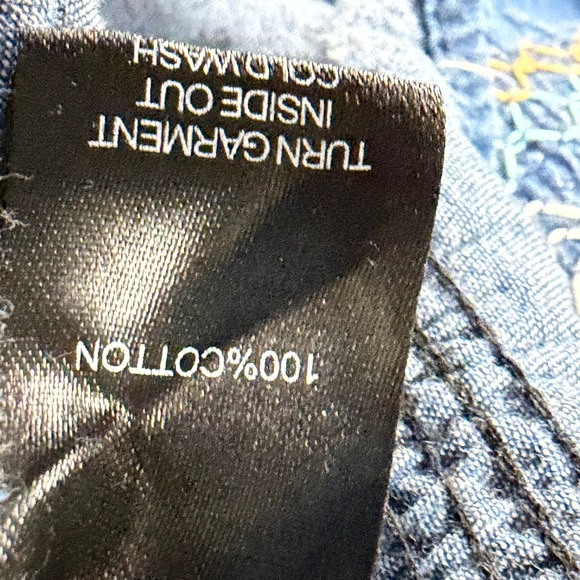 100%COTTON
TURN GARMENT
INSIDE OUT
COLD WASH